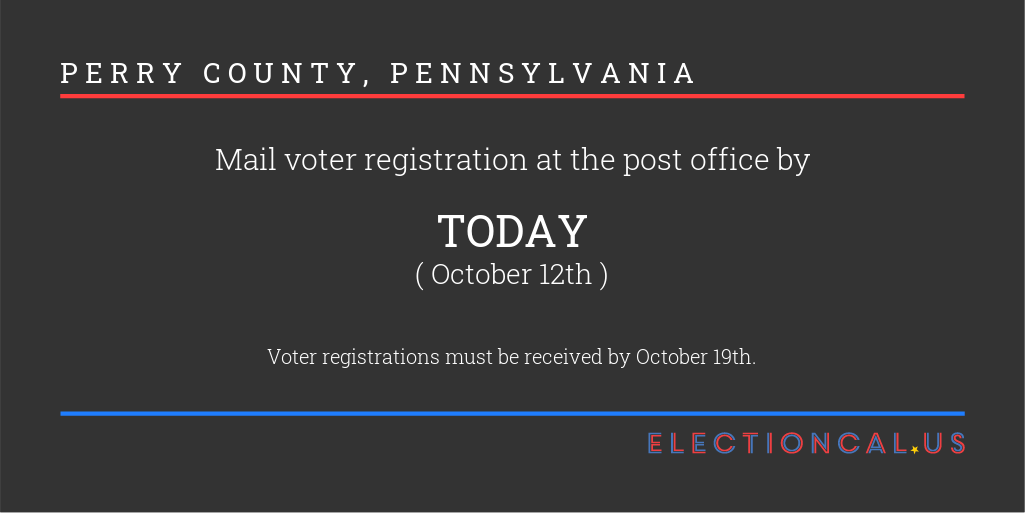 PERRY COUNTY, PENNSYLVANIA
Mail voter registration at the post office by
TODAY
( October 12th )
Voter registrations must be received by October 19th.
ELECTIONCAL.US